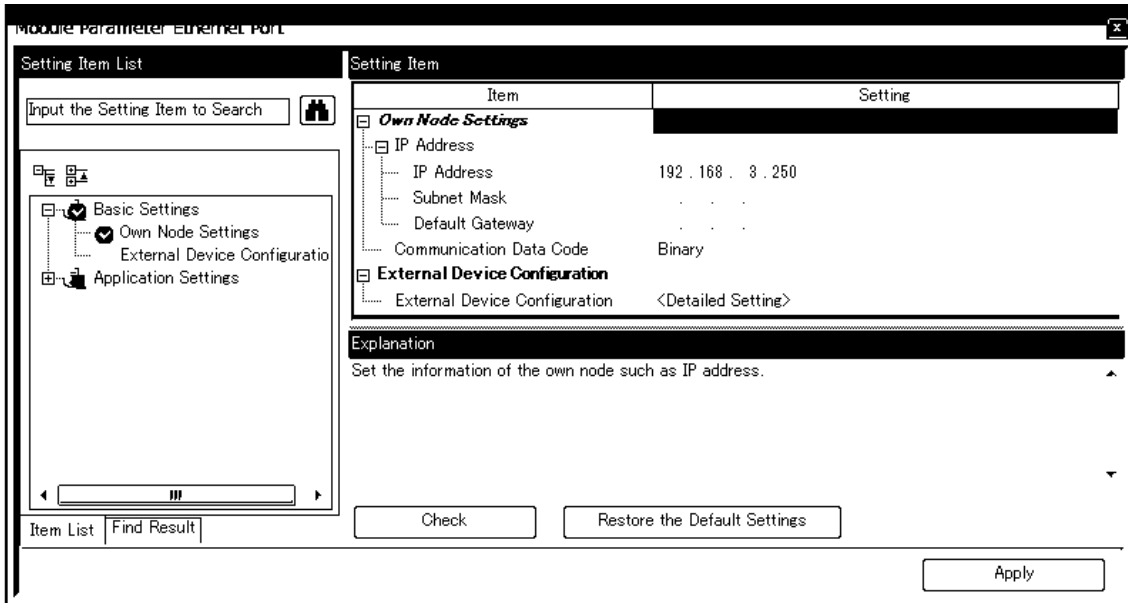 Module Parameter Ethernet Port
Setting Item List
Input the Setting Item to Search
Basic Settings
Own Node Settings
External Device Configuratio
Application Settings
Item List Find Result
Setting Item
Item Setting
Own Node Settings
IP Address
IP Address 192 . 168 . 3 . 250
Subnet Mask . . .
Default Gateway . . .
Communication Data Code Binary
External Device Configuration
External Device Configuration <Detailed Setting>
Explanation
Set the information of the own node such as IP address.
Check Restore the Default Settings
Apply